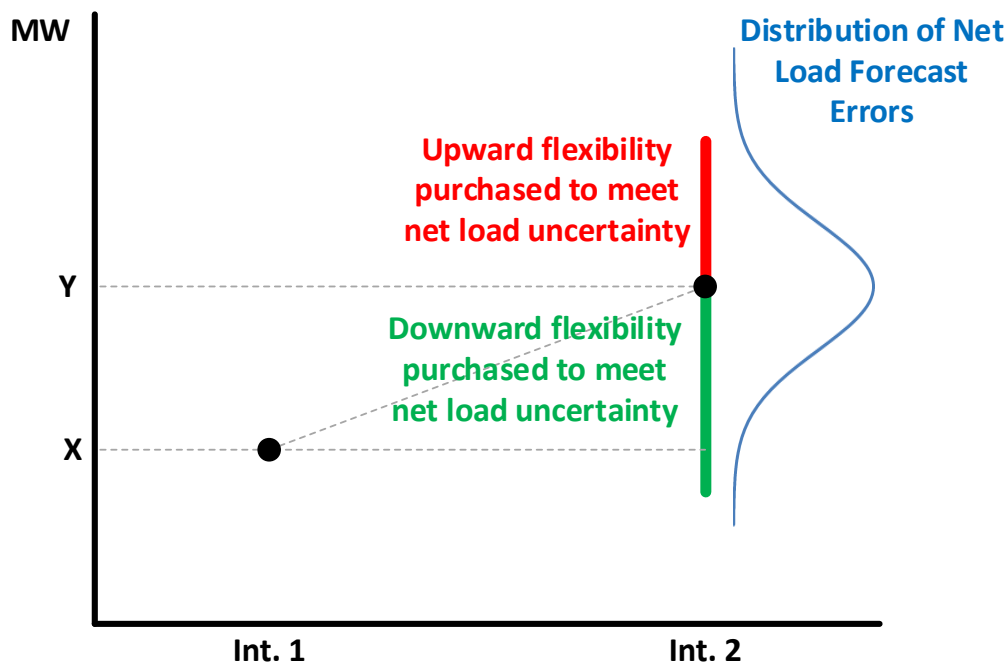 MW
Distribution of Net
Load Forecast
Errors
Upward flexibility
purchased to meet
net load uncertainty
Y
Downward flexibility
purchased to meet
net load uncertainty
X
Int. 1
Int. 2